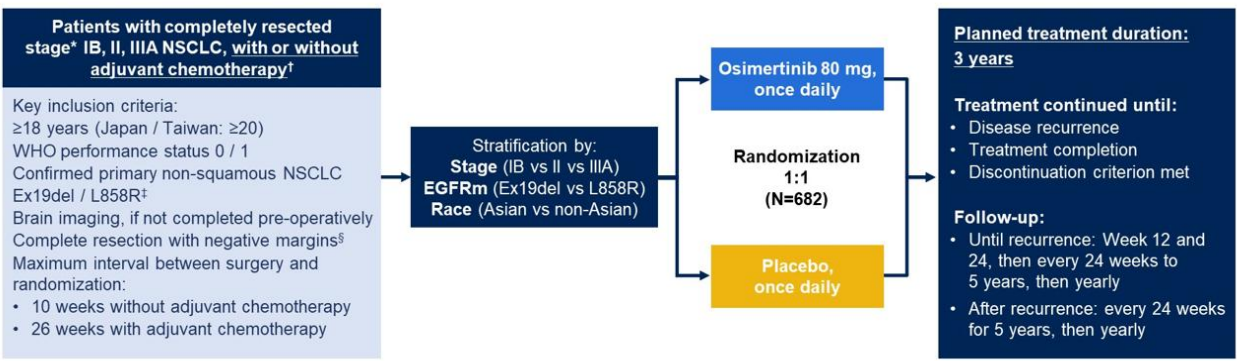 Patients with completely resected
stage* IB, II, IIIA NSCLC, with or without
adjuvant chemotherapy†
Key inclusion criteria:
≥18 years (Japan / Taiwan: ≥20)
WHO performance status 0 / 1
Confirmed primary non-squamous NSCLC
Ex19del / L858R‡
Brain imaging, if not completed pre-operatively
Complete resection with negative margins§
Maximum interval between surgery and
randomization:
• 10 weeks without adjuvant chemotherapy
• 26 weeks with adjuvant chemotherapy
Stratification by:
Stage (IB vs II vs IIIA)
EGFRm (Ex19del vs L858R)
Race (Asian vs non-Asian)
Osimertinib 80 mg,
once daily
Randomization
1:1
(N=682)
Placebo,
once daily
Planned treatment duration:
3 years
Treatment continued until:
• Disease recurrence
• Treatment completion
• Discontinuation criterion met
Follow-up:
• Until recurrence: Week 12 and
24, then every 24 weeks to
5 years, then yearly
• After recurrence: every 24 weeks
for 5 years, then yearly